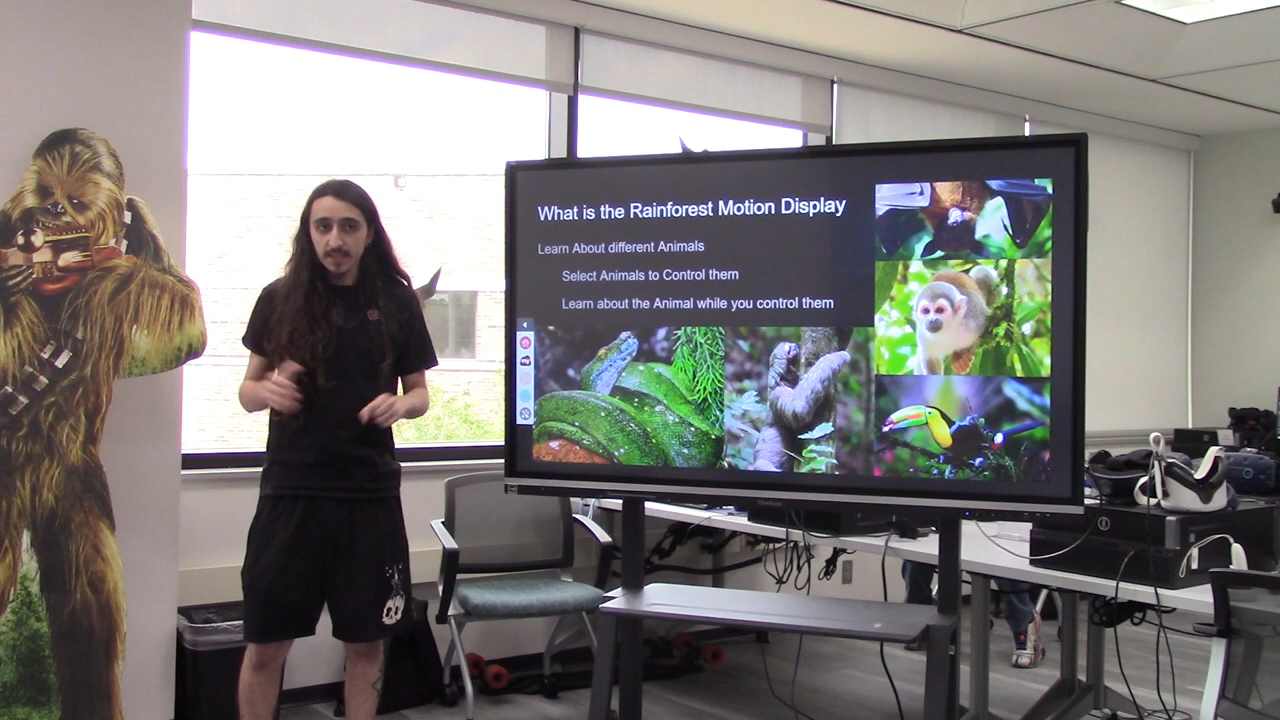 What is the Rainforest Motion Display
Learn About different Animals
Select Animals to Control them
Learn about the Animal while you control them